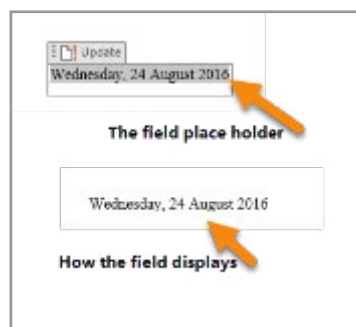 Update
Wednesday, 24 August 2016
The field place holder
Wednesday, 24 August 2016
How the field displays